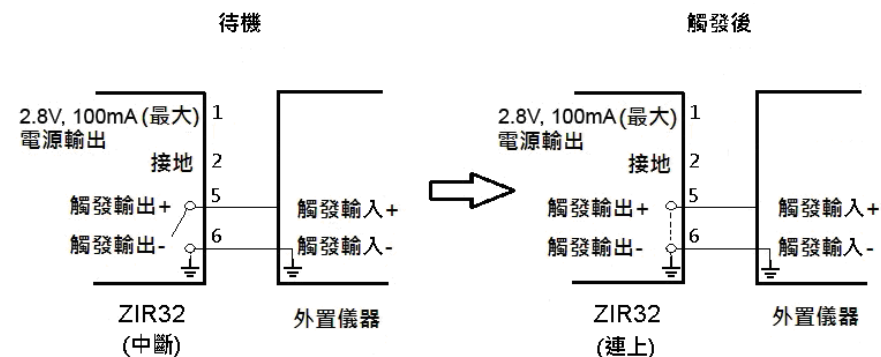 待機
觸發後
2.8V, 100mA(最大)
電源輸出
1
接地
2
觸發輸出+
5
觸發輸入+
觸發輸出-
6
觸發輸入-
ZIR32
(中斷)
外置儀器
2.8V, 100mA(最大)
電源輸出
1
接地
2
觸發輸出+
5
觸發輸入+
觸發輸出-
6
觸發輸入-
ZIR32
(連上)
外置儀器